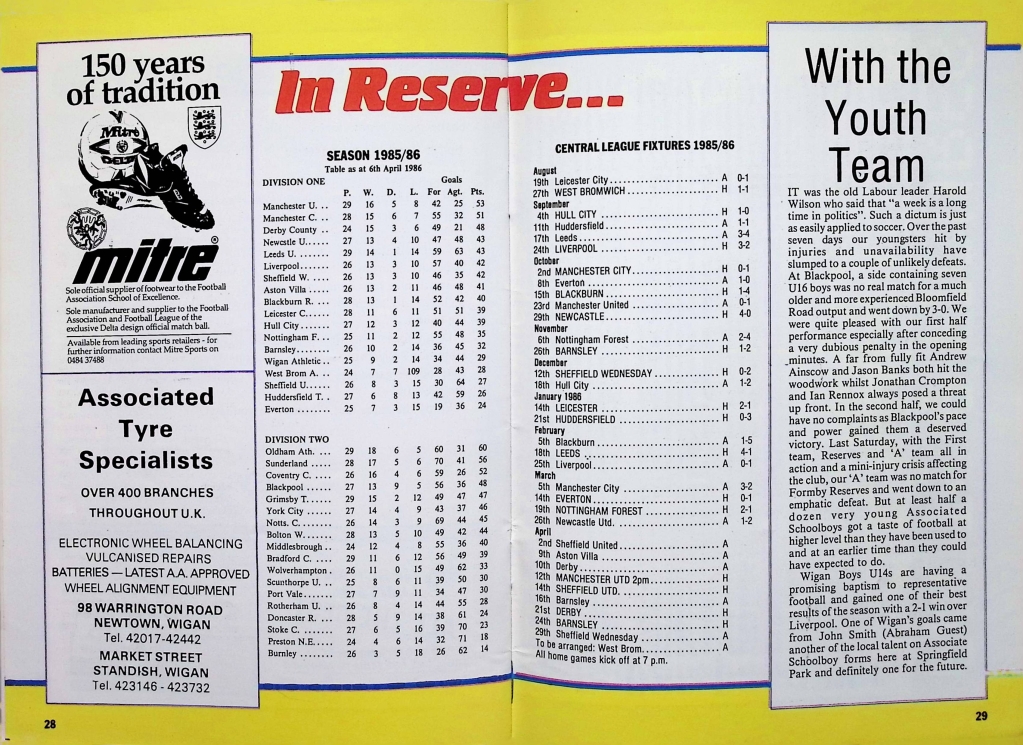 150 years
of tradition
Mitre
DELTA
mitre®
Sole official supplier of footwear to the Football
Association School of Excellence.
Sole manufacturer and supplier to the Football
Association and Football League of the
exclusive Delta design official match ball.
Available from leading sports retailers - for
further information contact Mitre Sports on
0484 37488
Associated
Tyre
Specialists
OVER 400 BRANCHES
THROUGHOUT U.K.
ELECTRONIC WHEEL BALANCING
VULCANISED REPAIRS
BATTERIES — LATEST A.A. APPROVED
WHEEL ALIGNMENT EQUIPMENT
98 WARRINGTON ROAD
NEWTOWN, WIGAN
Tel. 42017-42442
MARKET STREET
STANDISH, WIGAN
Tel. 423146 - 423732
28
In Reserve...
SEASON 1985/86
Table as at 6th April 1986
DIVISION ONE Goals
P. W. D. L. For Agt. Pts.
Manchester U. .. 29 16 5 8 42 25 53
Manchester C. .. 28 15 6 7 55 32 51
Derby County .. 24 15 3 6 49 21 48
Newcastle U...... 27 13 4 10 47 48 43
Leeds U. ........ 29 14 1 14 59 63 43
Liverpool........ 26 13 3 10 57 40 42
Sheffield W. ..... 26 13 3 10 46 35 42
Aston Villa ...... 26 13 2 11 46 48 41
Blackburn R. .... 28 13 1 14 52 42 40
Leicester C....... 28 11 6 11 51 51 39
Hull City......... 27 12 3 12 40 44 39
Nottingham F. .. 25 11 2 12 55 48 35
Barnsley......... 26 10 2 14 36 45 32
Wigan Athletic .. 25 9 2 14 34 44 29
West Brom A. ... 24 7 7 109 28 43 28
Sheffield U....... 26 8 3 15 30 64 27
Huddersfield T. . 27 6 8 13 42 59 26
Everton ......... 25 7 3 15 19 36 24
DIVISION TWO
Oldham Ath. ... 29 18 6 5 60 31 60
Sunderland ..... 28 17 5 6 70 41 56
Coventry C. .... 26 16 4 6 59 26 52
Blackpool ....... 27 13 9 5 56 36 48
Grimsby T....... 29 15 2 12 49 47 47
York City ....... 27 14 4 9 43 37 46
Notts. C......... 26 14 3 9 69 44 45
Bolton W. ....... 28 13 5 10 49 42 44
Middlesbrough .. 24 12 4 8 55 36 40
Bradford C. .... 29 11 6 12 56 49 39
Wolverhampton . 26 11 0 15 49 62 33
Scunthorpe U. .. 25 8 6 11 39 50 30
Port Vale........ 27 7 9 11 34 47 30
Rotherham U. .. 26 8 4 14 44 55 28
Doncaster R. ... 28 5 9 14 38 61 24
Stoke C. ........ 27 6 5 16 39 70 23
Preston N.E..... 24 4 6 14 32 71 18
Burnley ......... 26 3 5 18 26 62 14
CENTRAL LEAGUE FIXTURES 1985/86
August
19th Leicester City........ A 0-1
27th WEST BROMWICH ........ H 1-1
September
4th HULL CITY ........ H 1-0
11th Huddersfield ........ A 1-1
17th Leeds ........ A 3-4
24th LIVERPOOL ........ H 3-2
October
2nd MANCHESTER CITY........ H 0-1
8th Everton ........ A 1-0
15th BLACKBURN ........ H 1-4
23rd Manchester United ........ A 0-1
29th NEWCASTLE........ H 4-0
November
6th Nottingham Forest ........ A 2-4
26th BARNSLEY ........ H 1-2
December
12th SHEFFIELD WEDNESDAY ........ H 0-2
18th Hull City ........ A 1-2
January 1986
14th LEICESTER ........ H 2-1
21st HUDDERSFIELD ........ H 0-3
February
5th Blackburn ........ A 1-5
18th LEEDS ........ H 4-1
25th Liverpool........ A 0-1
March
5th Manchester City ........ A 3-2
14th EVERTON ........ H 0-1
19th NOTTINGHAM FOREST ........ H 2-1
26th Newcastle Utd. ........ A 1-2
April
2nd Sheffield United........ A
9th Aston Villa ........ A
10th Derby ........ A
12th MANCHESTER UTD 2pm........ H
14th SHEFFIELD UTD. ........ H
16th Barnsley ........ A
21st DERBY ........ H
24th BARNSLEY ........ H
29th Sheffield Wednesday ........ A
To be arranged: West Brom........ A
All home games kick off at 7 p.m.
With the
Youth
Team
IT was the old Labour leader Harold
Wilson who said that "a week is a long
time in politics". Such a dictum is just
as easily applied to soccer. Over the past
seven days our youngsters hit by
injuries and unavailability have
slumped to a couple of unlikely defeats.
At Blackpool, a side containing seven
U16 boys was no real match for a much
older and more experienced Bloomfield
Road output and went down by 3-0. We
were quite pleased with our first half
performance especially after conceding
a very dubious penalty in the opening
minutes. A far from fully fit Andrew
Ainscow and Jason Banks both hit the
woodwork whilst Jonathan Crompton
and Ian Rennox always posed a threat
up front. In the second half, we could
have no complaints as Blackpool's pace
and power gained them a deserved
victory. Last Saturday, with the First
team, Reserves and 'A' team all in
action and a mini-injury crisis affecting
the club, our 'A' team was no match for
Formby Reserves and went down to an
emphatic defeat. But at least half a
dozen very young Associated
Schoolboys got a taste of football at
higher level than they have been used to
and at an earlier time than they could
have expected to do.
Wigan Boys U14s are having a
promising baptism to representative
football and gained one of their best
results of the season with a 2-1 win over
Liverpool. One of Wigan's goals came
from John Smith (Abraham Guest)
another of the local talent on Associate
Schoolboy forms here at Springfield
Park and definitely one for the future.
29